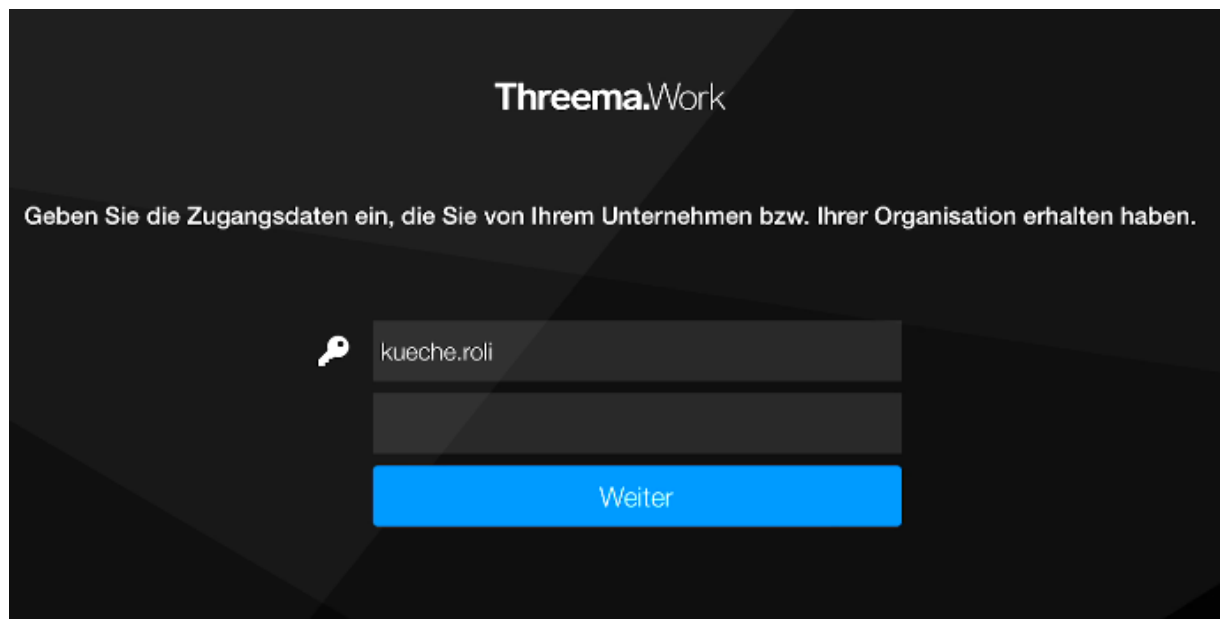 Threema.Work
Geben Sie die Zugangsdaten ein, die Sie von Ihrem Unternehmen bzw. Ihrer Organisation erhalten haben.
kueche.roli
Weiter